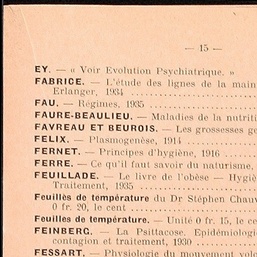 — 15 —
EY. — « Voir Evolution Psychiatrique. »
FABRICE. — L'étude des lignes de la main
Erlanger, 1934
FAU. — Régimes, 1935
FAURE-BEAULIEU. — Maladies de la nutriti
FAVREAU ET BEUROIS. — Les grossesses ge
FELIX. — Plasmogenèse, 1914
FERNET. — Principes d'hygiène, 1916
FERRE. — Ce qu'il faut savoir du naturisme,
FEUILLADE. — Le livre de l'obèse — Hygiè
Traitement, 1935
Feuilles de température du Dr Stéphen Chauv
0 fr. 20, le cent
Feuilles de température. — Unité 0 fr. 15, le ce
FEINBERG. — La Psittacose. Epidémiologi
contagion et traitement, 1930
FESSART. — Physiologie du mouvement volo